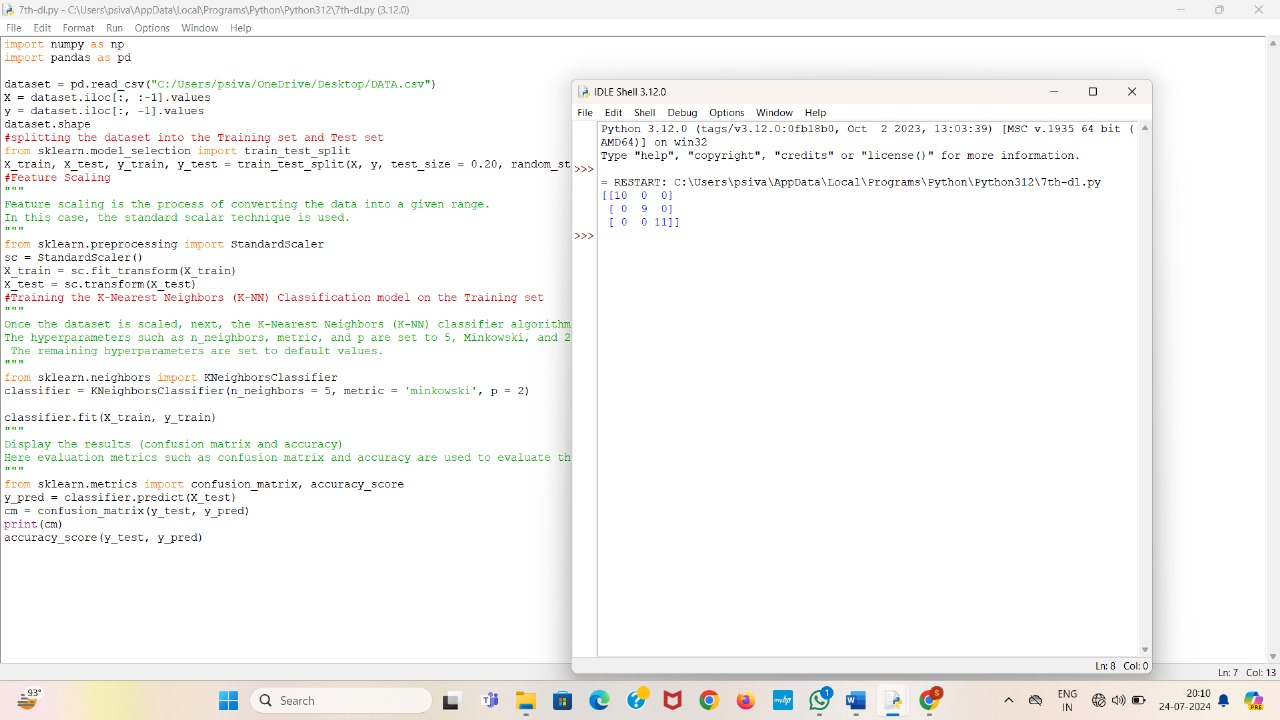 7th-dl.py - C:\Users\psiva\AppData\Local\Programs\Python\Python312\7th-dl.py (3.12.0)
File Edit Format Run Options Window Help
import numpy as np
import pandas as pd
dataset = pd.read_csv("C:/Users/psiva/OneDrive/Desktop/DATA.csv")
X = dataset.iloc[:, :-1].values
y = dataset.iloc[:, -1].values
dataset.shape
#splitting the dataset into the Training set and Test set
from sklearn.model_selection import train_test_split
X_train, X_test, y_train, y_test = train_test_split(X, y, test_size = 0.20, random_st
#Feature Scaling
"""
Feature scaling is the process of converting the data into a given range.
In this case, the standard scalar technique is used.
"""
from sklearn.preprocessing import StandardScaler
sc = StandardScaler()
X_train = sc.fit_transform(X_train)
X_test = sc.transform(X_test)
#Training the K-Nearest Neighbors (K-NN) Classification model on the Training set
"""
Once the dataset is scaled, next, the K-Nearest Neighbors (K-NN) classifier algorithm
The hyperparameters such as n_neighbors, metric, and p are set to 5, Minkowski, and 2
The remaining hyperparameters are set to default values.
"""
from sklearn.neighbors import KNeighborsClassifier
classifier = KNeighborsClassifier(n_neighbors = 5, metric = 'minkowski', p = 2)
classifier.fit(X_train, y_train)
"""
Display the results (confusion matrix and accuracy)
Here evaluation metrics such as confusion matrix and accuracy are used to evaluate th
"""
from sklearn.metrics import confusion_matrix, accuracy_score
y_pred = classifier.predict(X_test)
cm = confusion_matrix(y_test, y_pred)
print(cm)
accuracy_score(y_test, y_pred)
IDLE Shell 3.12.0
File Edit Shell Debug Options Window Help
Python 3.12.0 (tags/v3.12.0:0fb18b0, Oct  2 2023, 13:03:39) [MSC v.1935 64 bit (
AMD64)] on win32
Type "help", "copyright", "credits" or "license()" for more information.
>>>
= RESTART: C:\Users\psiva\AppData\Local\Programs\Python\Python312\7th-dl.py
[[10  0  0]
[ 0  9  0]
[ 0  0 11]]
>>>
Ln: 8 Col: 0
Ln: 7 Col: 13
93°
Search
myhp
1
S
ENG
IN
20:10
24-07-2024
PRE